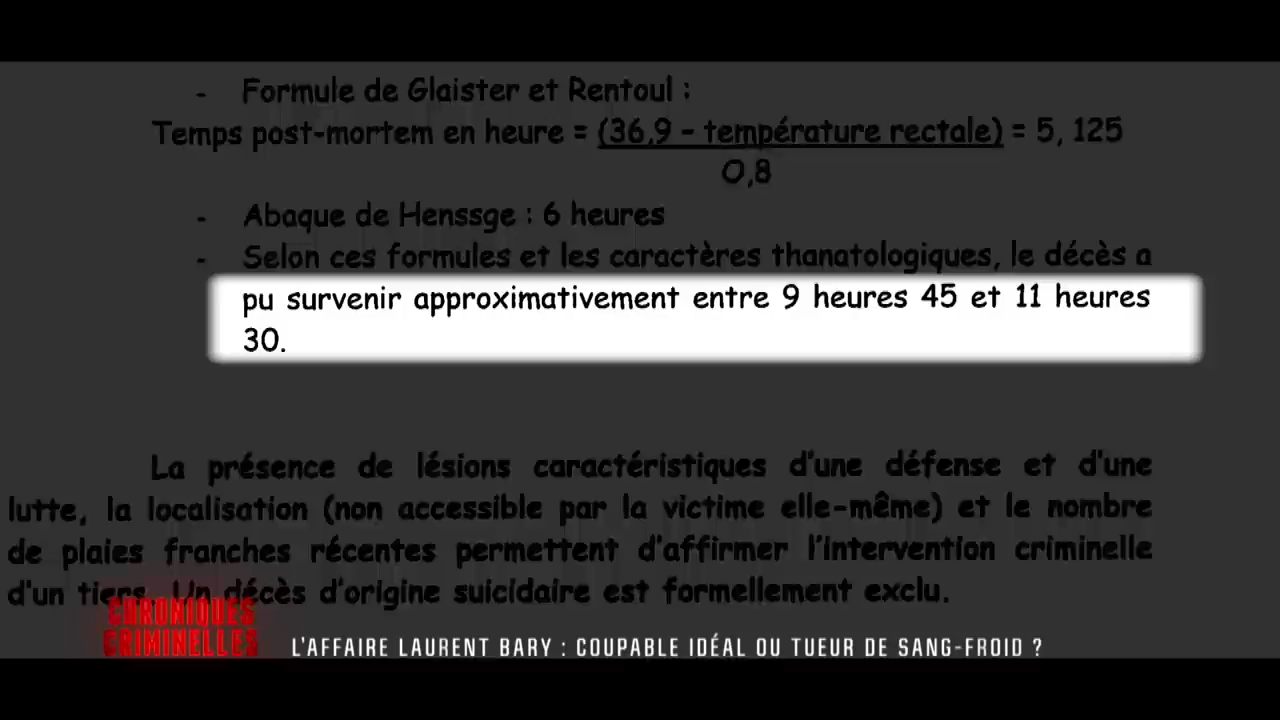 - Formule de Glaister et Rentoul :
Temps post-mortem en heure = (36,9 – température rectale) = 5, 125
0,8
- Abaque de Henssge : 6 heures
- Selon ces formules et les caractères thanatologiques, le décès a
pu survenir approximativement entre 9 heures 45 et 11 heures
30.
La présence de lésions caractéristiques d'une défense et d'une
lutte, la localisation (non accessible par la victime elle-même) et le nombre
de plaies franches récentes permettent d'affirmer l'intervention criminelle
d'un tiers. Un décès d'origine suicidaire est formellement exclu.
CHRONIQUES
CRIMINELLES
L'AFFAIRE LAURENT BARY : COUPABLE IDÉAL OU TUEUR DE SANG-FROID ?